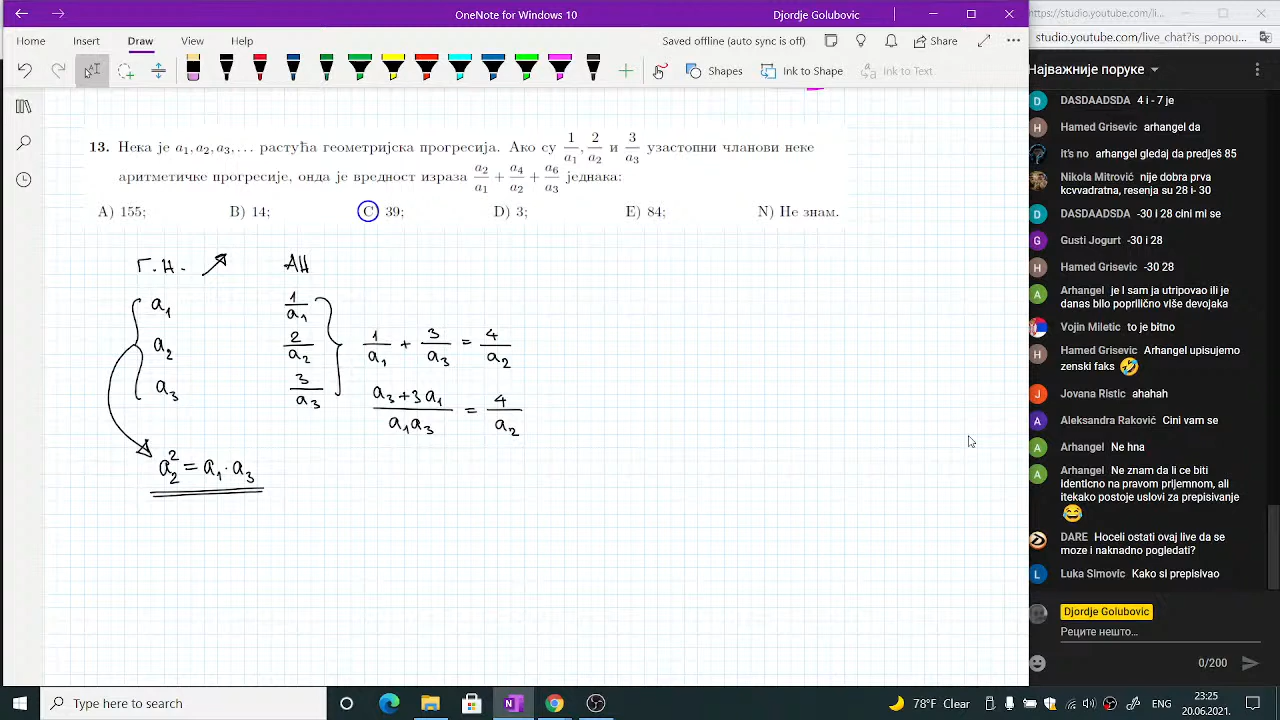 OneNote for Windows 10
Djordje Golubovic
https://studio.youtube.com/li
studio.youtube.com/live_chat?is_popou...
Home Insert Draw View Help
Saved offline (auto sync is off)
Share
Shapes
Ink to Shape
Ink to Text
13. Нека је a₁, a₂, a₃, ... растућа геометријска прогресија. Ако су 1/a₁, 2/a₂ и 3/a₃ узастопни чланови неке
аритметичке прогресије, онда је вредност израза a₂/a₁ + a₄/a₂ + a₆/a₃ једнака:
A) 155; B) 14; C) 39; D) 3; E) 84; N) Не знам.
Г.Н. АН
a₁
a₂
a₃
1/a₁
2/a₂
3/a₃
1/a₁ + 3/a₃ = 4/a₂
(a₃+3a₁)/(a₁a₃) = 4/a₂
a₂² = a₁·a₃
Најважније поруке
DASDAADSDA 4 i - 7 je
Hamed Grisevic arhangel da
It's no arhangel gledaj da predješ 85
Nikola Mitrović nije dobra prva
kcvvadratna, resenja su 28 i- 30
DASDAADSDA -30 i 28 cini mI se
Gusti Jogurt -30 i 28
Hamed Grisevic -30 28
Arhangel je l sam ja utripovao ili je
danas bilo poprilično više devojaka
Vojin Miletic to je bitno
Hamed Grisevic Arhangel upisujemo
zenski faks 🤣
Jovana Ristic ahahah
Aleksandra Raković Cini vam se
Arhangel Ne hna
Arhangel Ne znam da li ce biti
identicno na pravom prijemnom, ali
itekako postoje uslovi za prepisivanje
😂
DARE Hoceli ostati ovaj live da se
moze i naknadno pogledati?
Luka Simovic Kako si prepisivao
Djordje Golubovic
Реците нешто...
0/200
Type here to search
78°F Clear
23:25
20.06.2021.